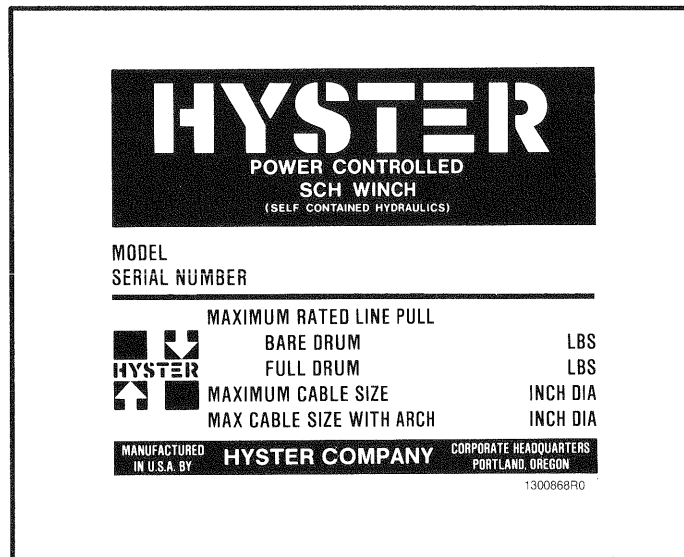 HYSTER
POWER CONTROLLED
SCH WINCH
(SELF CONTAINED HYDRAULICS)
MODEL
SERIAL NUMBER
MAXIMUM RATED LINE PULL
BARE DRUM LBS
HYSTER
FULL DRUM LBS
MAXIMUM CABLE SIZE INCH DIA
MAX CABLE SIZE WITH ARCH INCH DIA
MANUFACTURED IN U.S.A. BY
HYSTER COMPANY
CORPORATE HEADQUARTERS
PORTLAND, OREGON
1300868R0